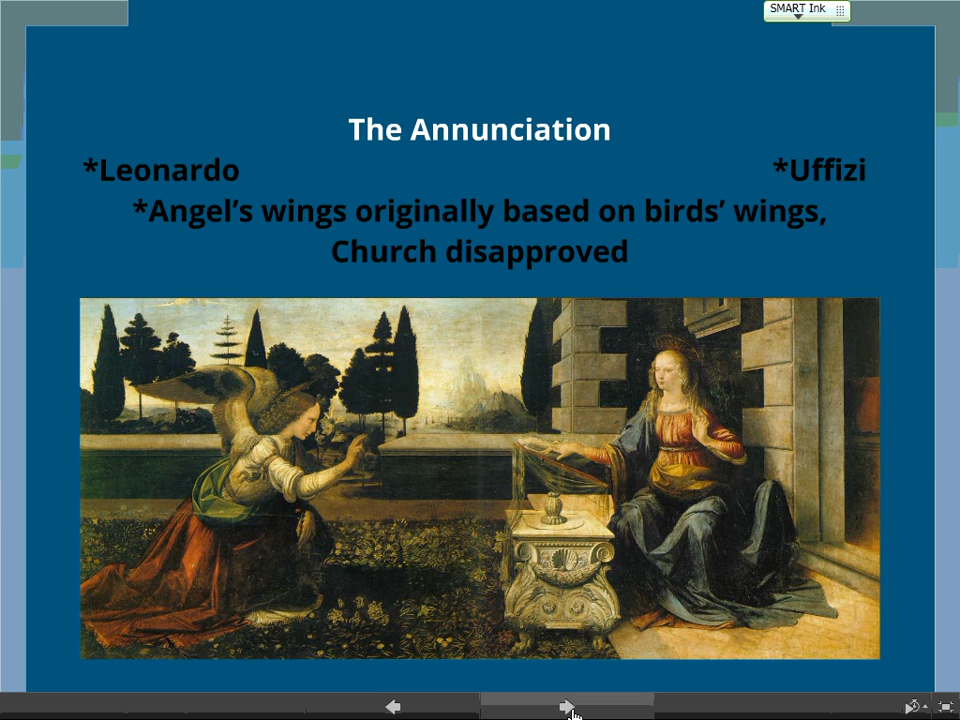 SMART Ink
The Annunciation
*Leonardo *Uffizi
*Angel’s wings originally based on birds’ wings,
Church disapproved